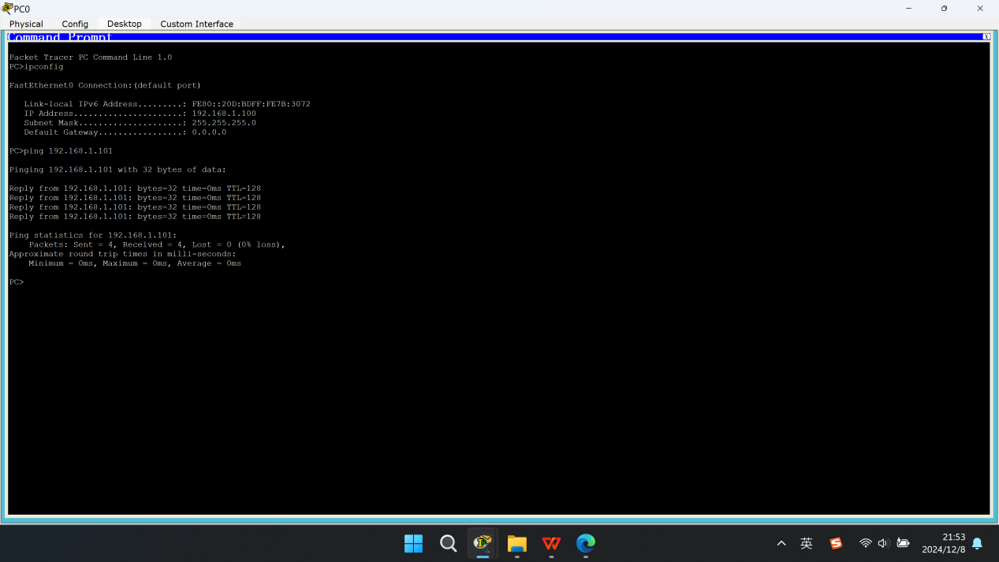 PC0
Physical Config Desktop Custom Interface
Command Prompt
X
Packet Tracer PC Command Line 1.0
PC>ipconfig
FastEthernet0 Connection:(default port)
Link-local IPv6 Address.........: FE80::20D:BDFF:FE7B:3072
IP Address......................: 192.168.1.100
Subnet Mask.....................: 255.255.255.0
Default Gateway.................: 0.0.0.0
PC>ping 192.168.1.101
Pinging 192.168.1.101 with 32 bytes of data:
Reply from 192.168.1.101: bytes=32 time=0ms TTL=128
Reply from 192.168.1.101: bytes=32 time=0ms TTL=128
Reply from 192.168.1.101: bytes=32 time=0ms TTL=128
Reply from 192.168.1.101: bytes=32 time=0ms TTL=128
Ping statistics for 192.168.1.101:
Packets: Sent = 4, Received = 4, Lost = 0 (0% loss),
Approximate round trip times in milli-seconds:
Minimum = 0ms, Maximum = 0ms, Average = 0ms
PC>
英
21:53
2024/12/8